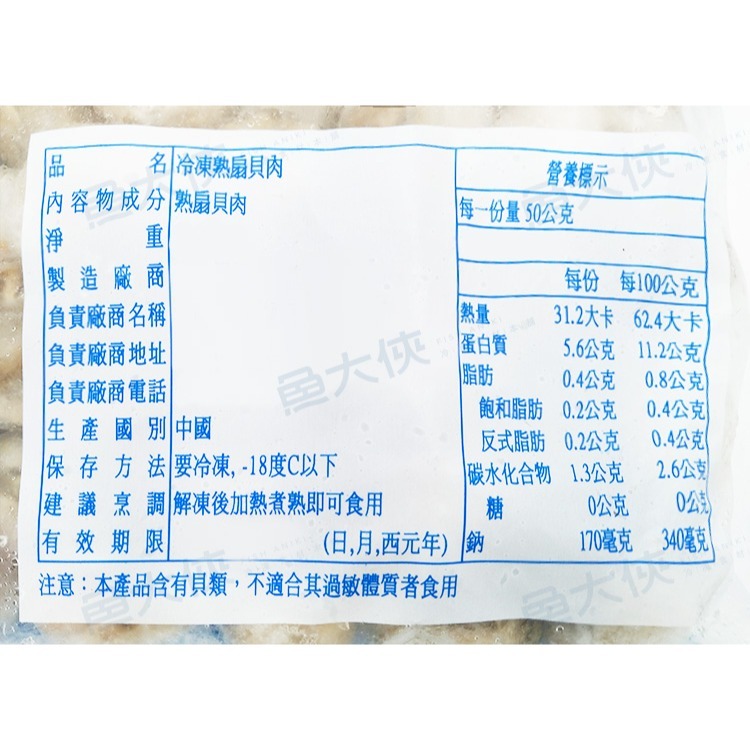 品名 冷凍熟扇貝肉
內容物成分 熟扇貝肉
淨重
製造廠商
負責廠商名稱
負責廠商地址
負責廠商電話
生產國別 中國
保存方法 要冷凍, -18度C以下
建議烹調 解凍後加熱煮熟即可食用
有效期限 (日,月,西元年)
注意：本產品含有貝類，不適合其過敏體質者食用
營養標示
每一份量 50公克
每份 每100公克
熱量 31.2大卡 62.4大卡
蛋白質 5.6公克 11.2公克
脂肪 0.4公克 0.8公克
飽和脂肪 0.2公克 0.4公克
反式脂肪 0.2公克 0.4公克
碳水化合物 1.3公克 2.6公克
糖 0公克 0公克
鈉 170毫克 340毫克
魚大俠
魚大俠
魚大俠
魚大俠
魚大俠